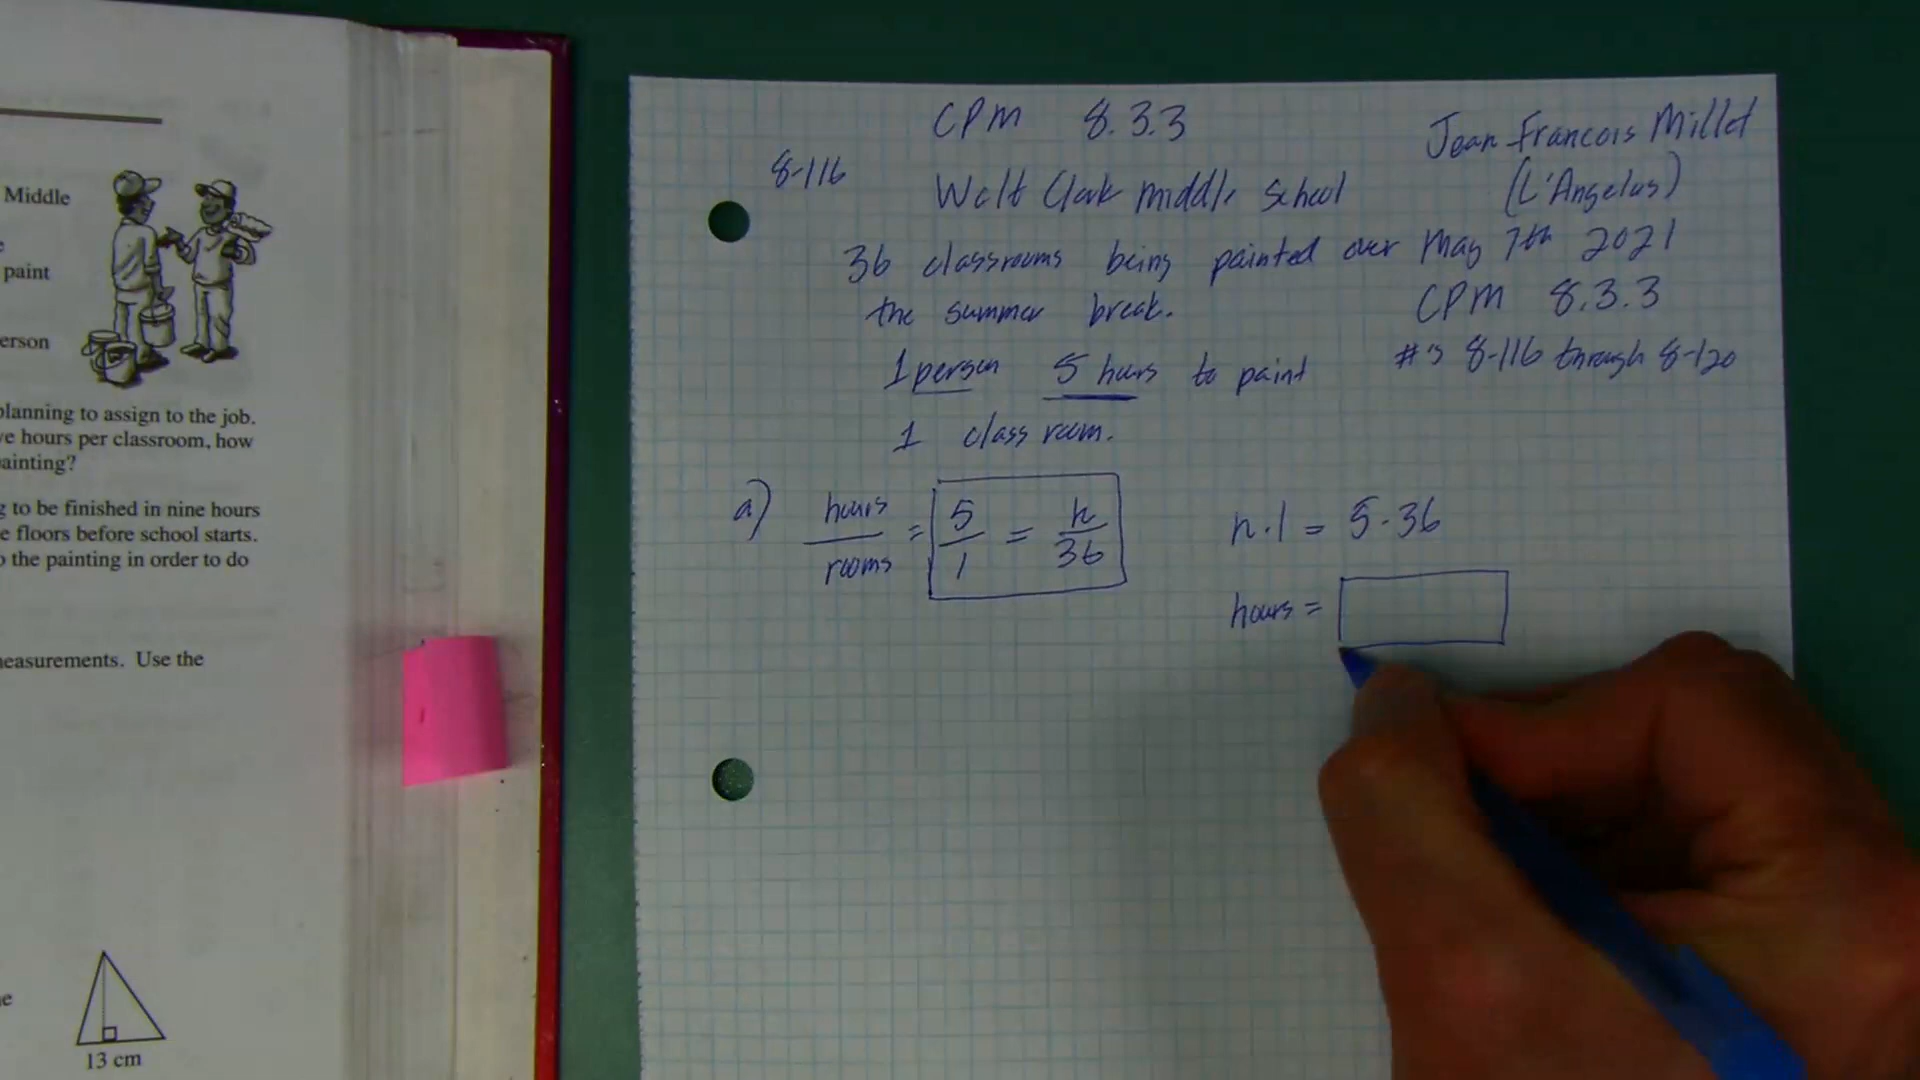 Middle
paint
erson
planning to assign to the job.
ve hours per classroom, how
ainting?
g to be finished in nine hours
e floors before school starts.
o the painting in order to do
easurements. Use the
e
13 cm
CPM 8.3.3
8-116
Walt Clark Middle School
36 classrooms being painted over
the summer break.
1 person 5 hours to paint
1 class room.
Jean Francois Millet
(L'Angelus)
May 7th 2021
CPM 8.3.3
#'s 8-116 through 8-120
a) hours / rooms = 5/1 = h/36
h·1 = 5·36
hours =